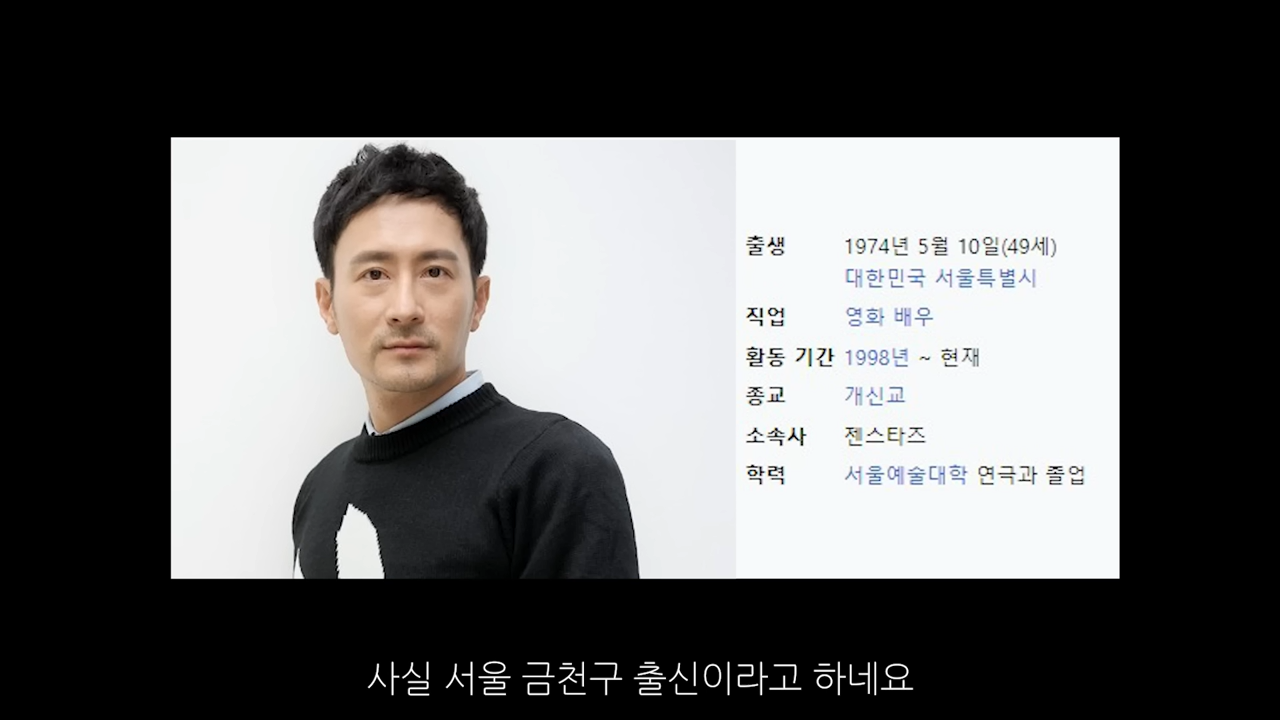 출생 1974년 5월 10일(49세)
대한민국 서울특별시
직업 영화 배우
활동 기간 1998년 ~ 현재
종교 개신교
소속사 젠스타즈
학력 서울예술대학 연극과 졸업
사실 서울 금천구 출신이라고 하네요